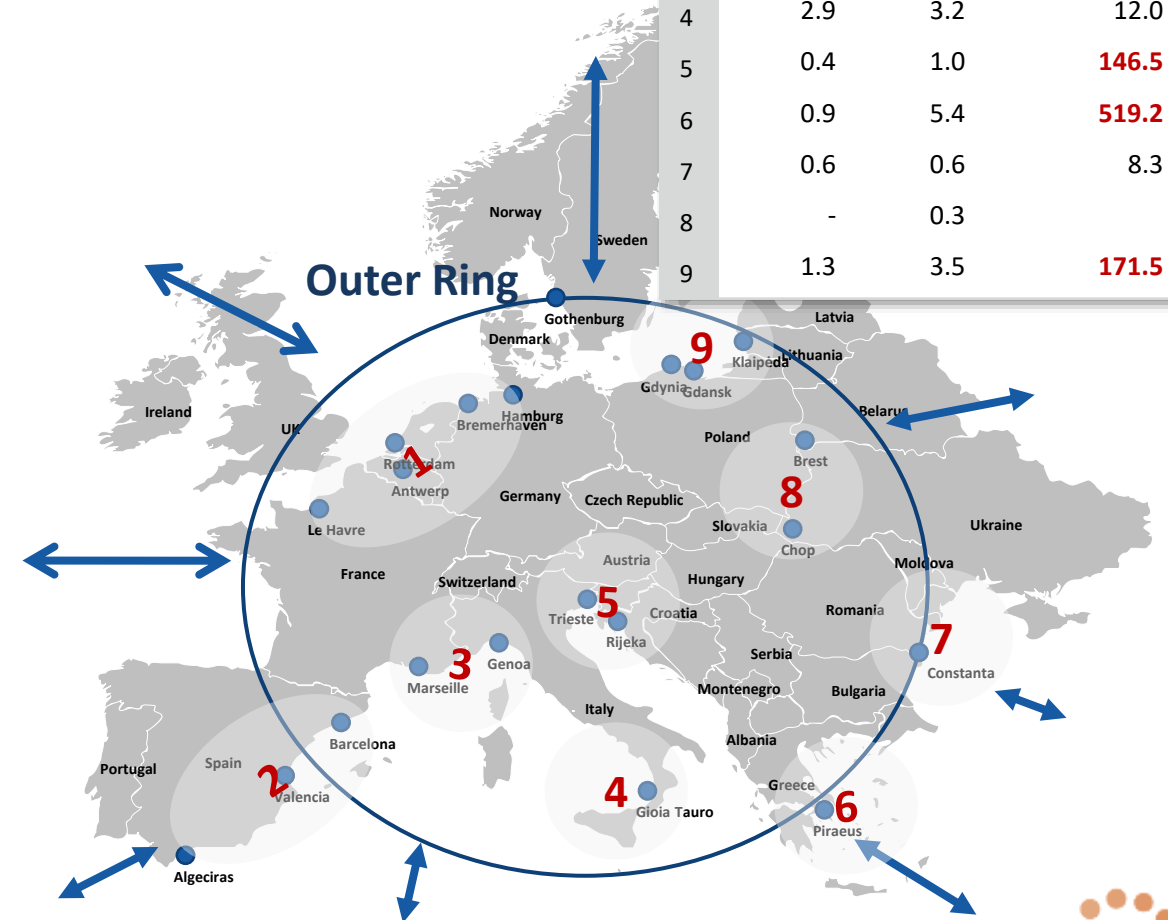 4 2.9 3.2 12.0
5 0.4 1.0 146.5
6 0.9 5.4 519.2
7 0.6 0.6 8.3
8 - 0.3
9 1.3 3.5 171.5
Norway
Sweden
Outer Ring
Gothenburg
Latvia
Denmark
9
Klaipėda
Lithuania
Gdynia
Gdansk
Ireland
UK
Hamburg
Bremerhaven
Belarus
Poland
Rotterdam
1
Brest
Antwerp
Germany
Czech Republic
8
Le Havre
Slovakia
Ukraine
Chop
Austria
Moldova
France
Switzerland
Hungary
5
Trieste
Croatia
Romania
Rijeka
7
3
Genoa
Serbia
Constanta
Marseille
Montenegro
Bulgaria
Italy
Barcelona
Albania
Spain
Portugal
2
Valencia
4
Gioia Tauro
Greece
6
Piraeus
Algeciras